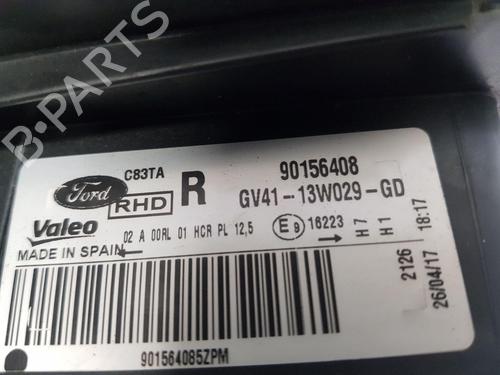 B-PARTS
C83TA
Ford
RHD
R
90156408
GV41-13W029-GD
Valeo
02 A 00RL 01 HCR PL 12,5
E9
16223
H7
H1
MADE IN SPAIN
2126
26/04/17
18:17
901564085ZPM